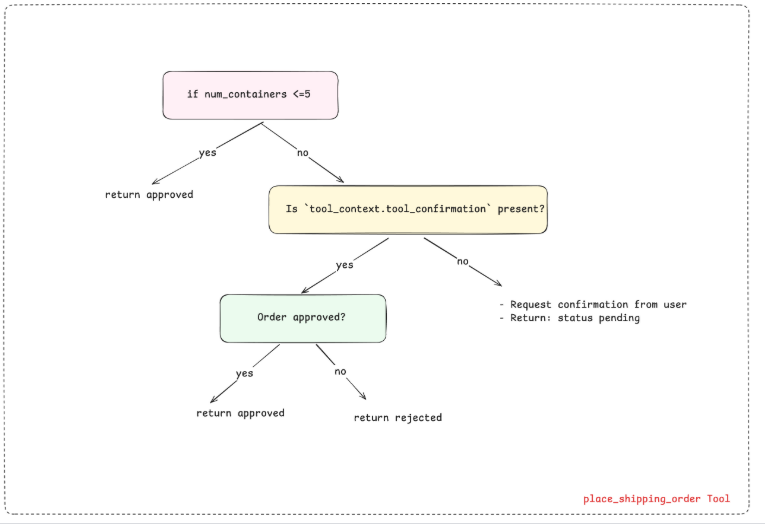 if num_containers <=5
yes
no
return approved
Is `tool_context.tool_confirmation` present?
yes
no
- Request confirmation from user
- Return: status pending
Order approved?
yes
no
return approved
return rejected
place_shipping_order Tool